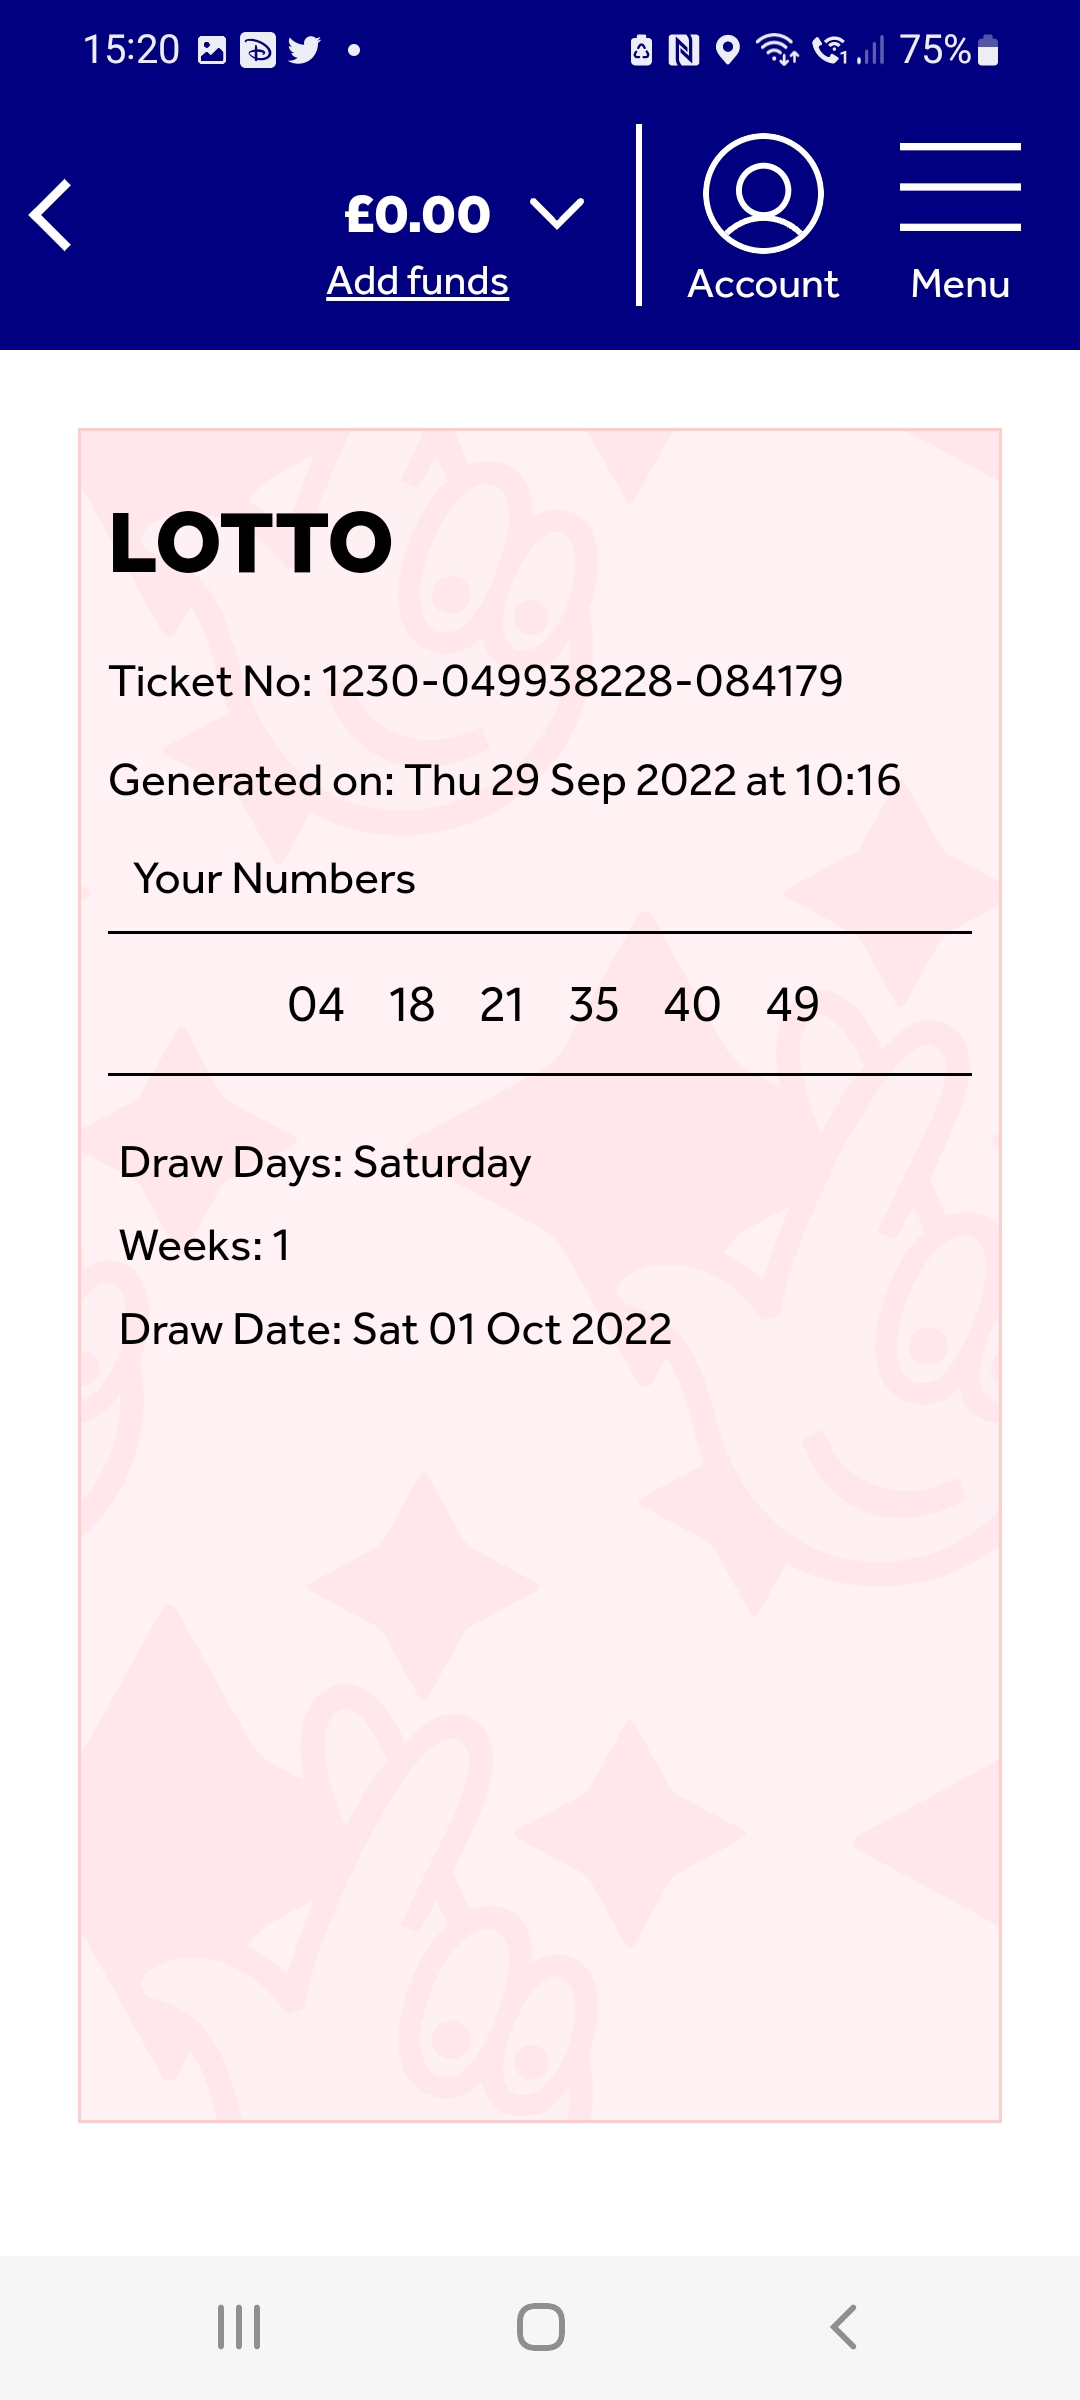 15:20 75%
£0.00
Add funds
Account Menu
LOTTO
Ticket No: 1230-049938228-084179
Generated on: Thu 29 Sep 2022 at 10:16
Your Numbers
04 18 21 35 40 49
Draw Days: Saturday
Weeks: 1
Draw Date: Sat 01 Oct 2022